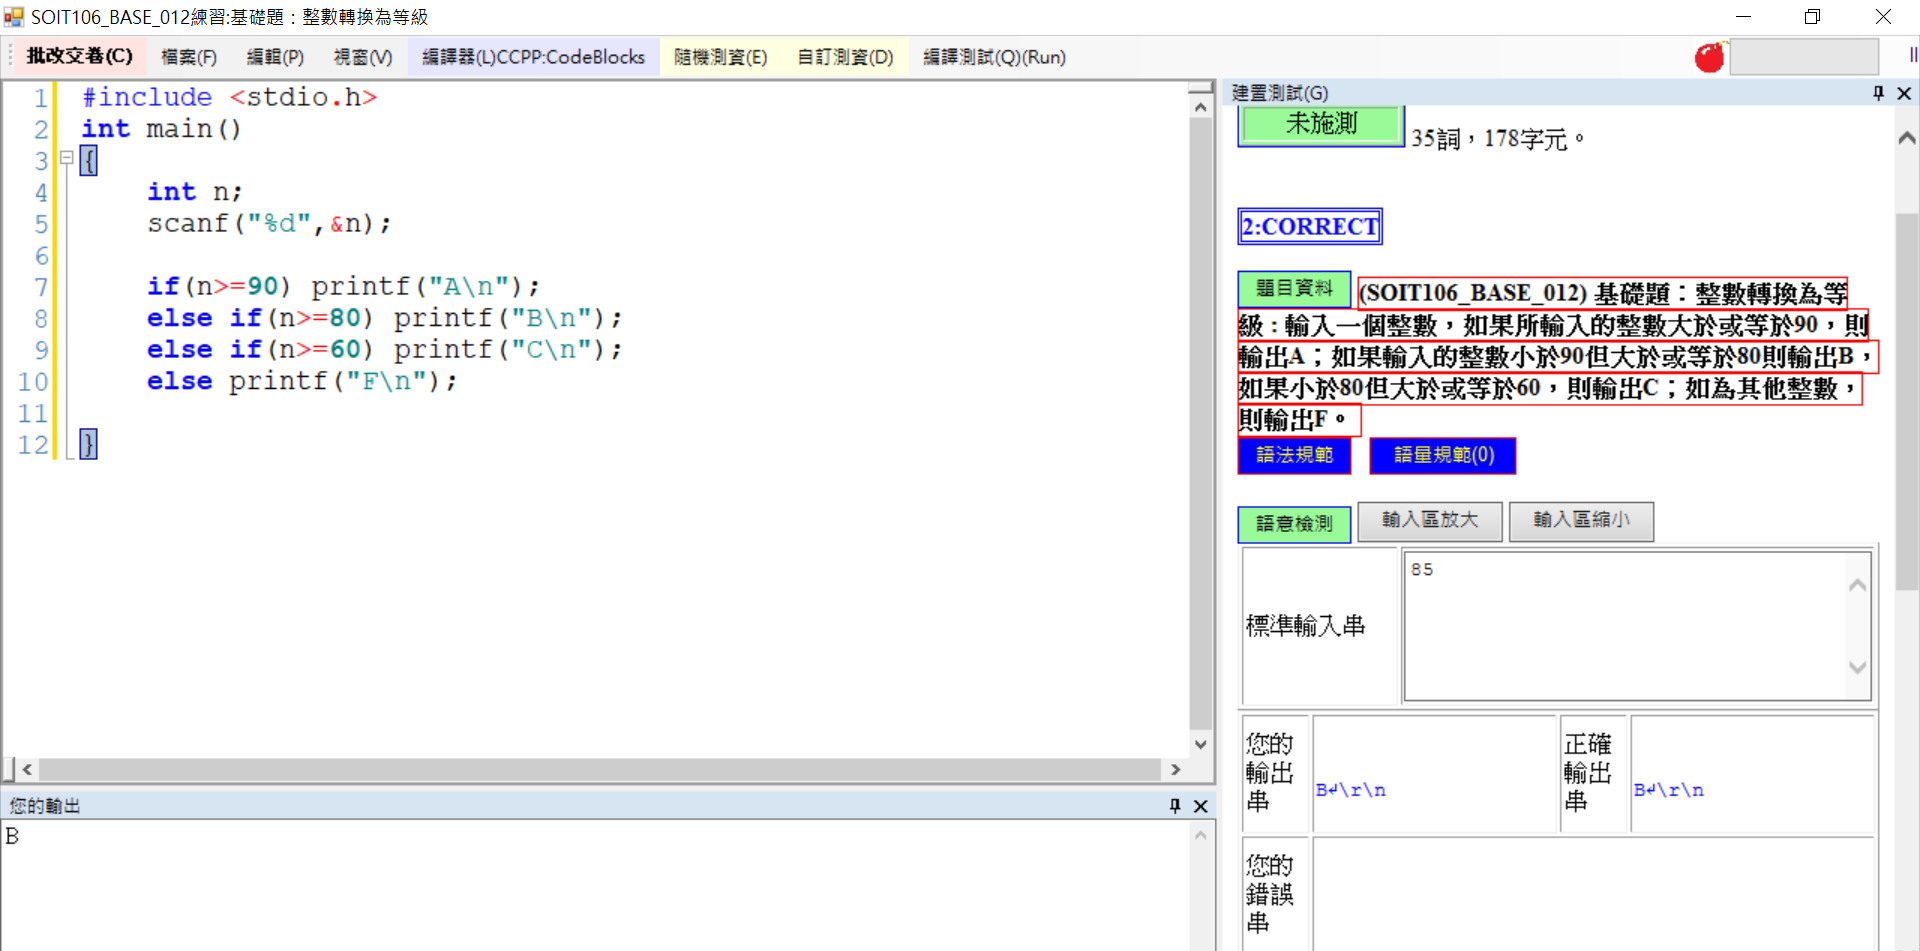 SOIT106_BASE_012練習:基礎題：整數轉換為等級
批改交卷(C) 檔案(F) 編輯(P) 視窗(V) 編譯器(L)CCPP:CodeBlocks 隨機測資(E) 自訂測資(D) 編譯測試(Q)(Run)
1 #include <stdio.h>
2 int main()
3 {
4 int n;
5 scanf("%d",&n);
6
7 if(n>=90) printf("A\n");
8 else if(n>=80) printf("B\n");
9 else if(n>=60) printf("C\n");
10 else printf("F\n");
11
12 }
您的輸出
B
建置測試(G)
未施測 35詞，178字元。
2:CORRECT
題目資料 (SOIT106_BASE_012) 基礎題：整數轉換為等
級：輸入一個整數，如果所輸入的整數大於或等於90，則
輸出A；如果輸入的整數小於90但大於或等於80則輸出B，
如果小於80但大於或等於60，則輸出C；如為其他整數，
則輸出F。
語法規範 語量規範(0)
語意檢測 輸入區放大 輸入區縮小
標準輸入串 85
您的
輸出
串
B↵\r\n
正確
輸出
串
B↵\r\n
您的
錯誤
串